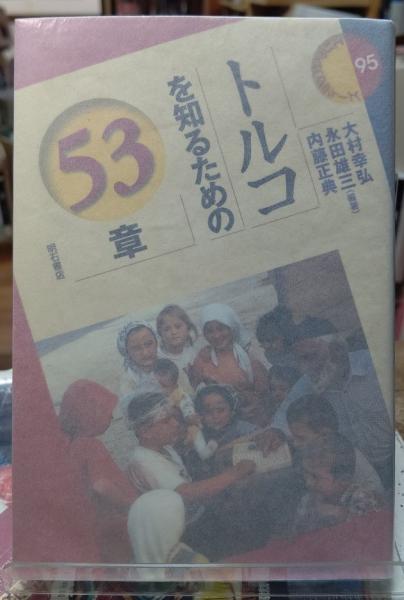 95
トルコ
を知るための
53
章
大村幸弘
永田雄三 (編著)
内藤正典
明石書店